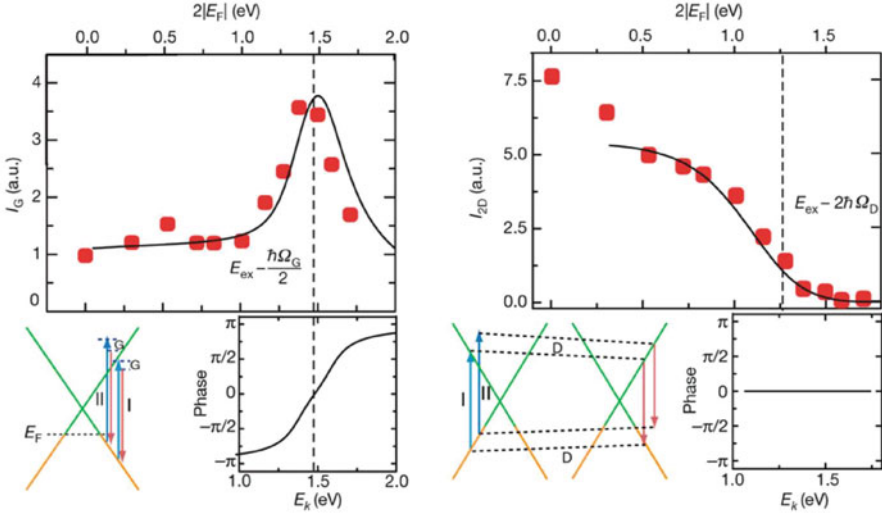 2|E_F| (eV)
0.0 0.5 1.0 1.5 2.0
4
3
2
1
0
I_G (a.u.)
E_ex − ħΩ_G/2
G
G
II
I
E_F
π
π/2
0
−π/2
−π
Phase
1.0 1.5 2.0
E_k (eV)
2|E_F| (eV)
0.0 0.5 1.0 1.5
7.5
5.0
2.5
0.0
I_2D (a.u.)
E_ex − 2ħΩ_D
D
I
II
D
π
π/2
0
−π/2
−π
Phase
1.0 1.5
E_k (eV)